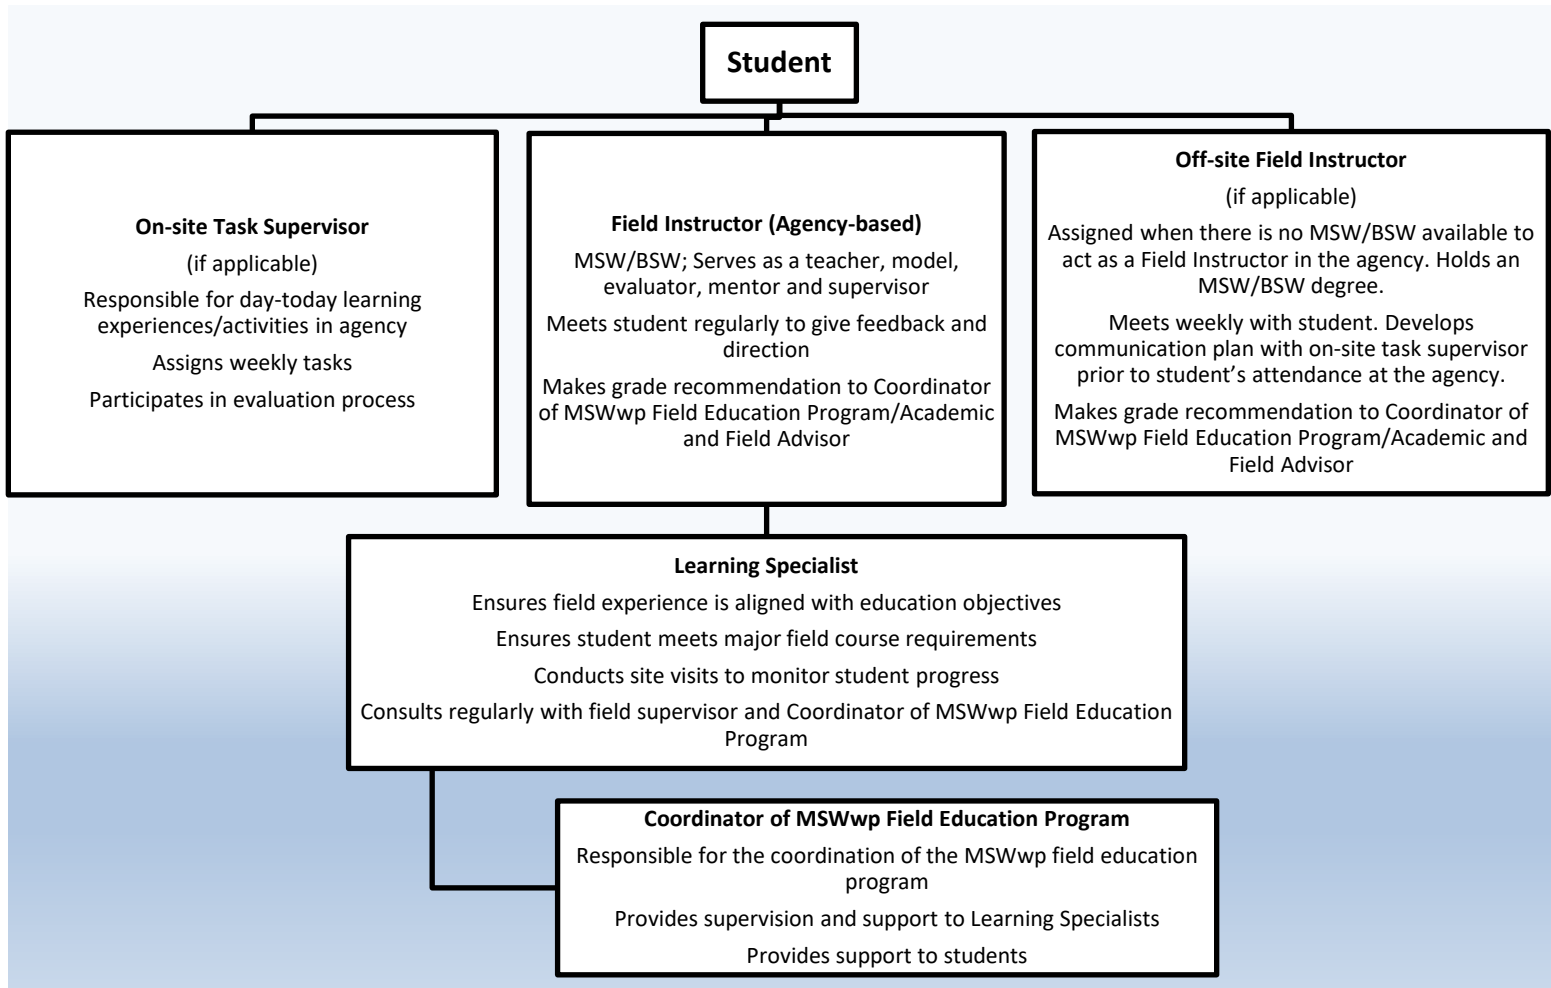 Student
On-site Task Supervisor
(if applicable)
Responsible for day-today learning
experiences/activities in agency
Assigns weekly tasks
Participates in evaluation process
Field Instructor (Agency-based)
MSW/BSW; Serves as a teacher, model,
evaluator, mentor and supervisor
Meets student regularly to give feedback and
direction
Makes grade recommendation to Coordinator
of MSWwp Field Education Program/Academic
and Field Advisor
Off-site Field Instructor
(if applicable)
Assigned when there is no MSW/BSW available to
act as a Field Instructor in the agency. Holds an
MSW/BSW degree.
Meets weekly with student. Develops
communication plan with on-site task supervisor
prior to student’s attendance at the agency.
Makes grade recommendation to Coordinator of
MSWwp Field Education Program/Academic and
Field Advisor
Learning Specialist
Ensures field experience is aligned with education objectives
Ensures student meets major field course requirements
Conducts site visits to monitor student progress
Consults regularly with field supervisor and Coordinator of MSWwp Field Education
Program
Coordinator of MSWwp Field Education Program
Responsible for the coordination of the MSWwp field education
program
Provides supervision and support to Learning Specialists
Provides support to students